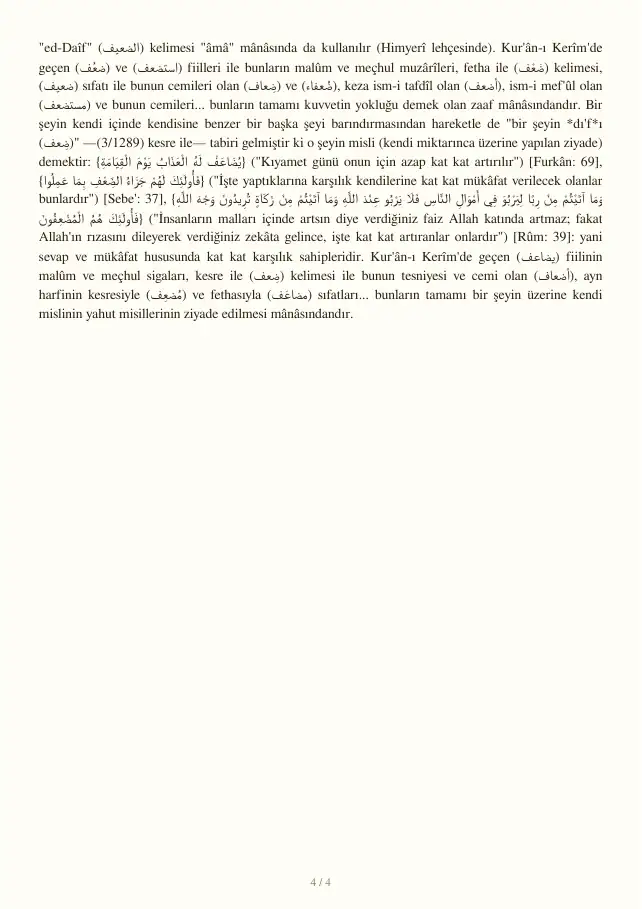 "ed-Daîf" (الضعيف) kelimesi "âmâ" mânâsında da kullanılır (Himyerî lehçesinde). Kur'ân-ı Kerîm'de
geçen (ضعُف) ve (استضعف) fiilleri ile bunların malûm ve meçhul muzârîleri, fetha ile (ضَعْف) kelimesi,
(ضعيف) sıfatı ile bunun cemileri olan (ضِعاف) ve (ضُعفاء), keza ism-i tafdîl olan (أضعف), ism-i mef'ûl olan
(مستضعف) ve bunun cemileri... bunların tamamı kuvvetin yokluğu demek olan zaaf mânâsındandır. Bir
şeyin kendi içinde kendisine benzer bir başka şeyi barındırmasından hareketle de "bir şeyin *dı'f*ı
(ضِعف)" —(3/1289) kesre ile— tabiri gelmiştir ki o şeyin misli (kendi miktarınca üzerine yapılan ziyade)
demektir: {يُضَاعَفْ لَهُ الْعَذَابُ يَوْمَ الْقِيَامَةِ} ("Kıyamet günü onun için azap kat kat artırılır") [Furkân: 69],
{فَأُولَئِكَ لَهُمْ جَزَاءُ الضِّعْفِ بِمَا عَمِلُوا} ("İşte yaptıklarına karşılık kendilerine kat kat mükâfat verilecek olanlar
bunlardır") [Sebe': 37], {وَمَا آتَيْتُمْ مِنْ رِبًا لِيَرْبُوَ فِي أَمْوَالِ النَّاسِ فَلَا يَرْبُو عِنْدَ اللَّهِ وَمَا آتَيْتُمْ مِنْ زَكَاةٍ تُرِيدُونَ وَجْهَ اللَّهِ
فَأُولَئِكَ هُمُ الْمُضْعِفُونَ} ("İnsanların malları içinde artsın diye verdiğiniz faiz Allah katında artmaz; fakat
Allah'ın rızasını dileyerek verdiğiniz zekâta gelince, işte kat kat artıranlar onlardır") [Rûm: 39]: yani
sevap ve mükâfat hususunda kat kat karşılık sahipleridir. Kur'ân-ı Kerîm'de geçen (يضاعف) fiilinin
malûm ve meçhul sigaları, kesre ile (ضِعف) kelimesi ile bunun tesniyesi ve cemi olan (أضعاف), ayn
harfinin kesresiyle (مُضعِف) ve fethasıyla (مضاعَف) sıfatları... bunların tamamı bir şeyin üzerine kendi
mislinin yahut misillerinin ziyade edilmesi mânâsındandır.
4 / 4